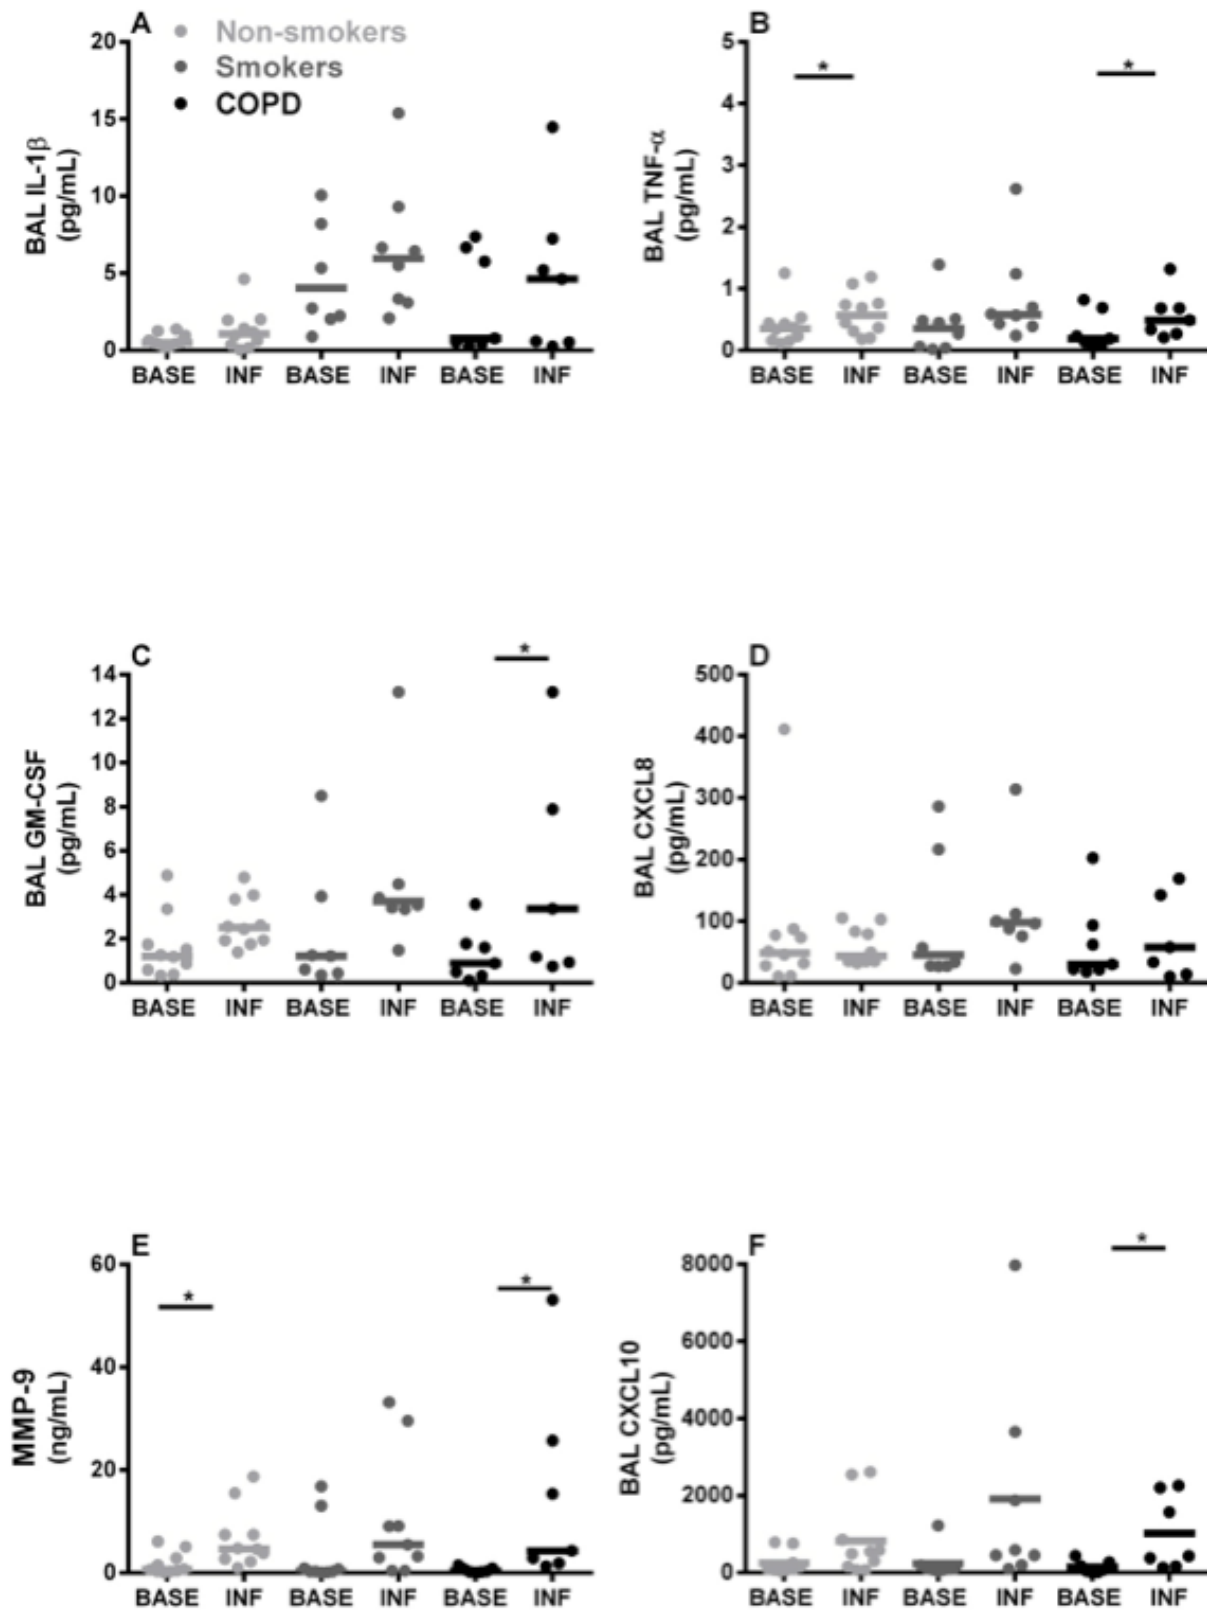 A
Non-smokers
Smokers
COPD
BAL IL-1β
(pg/mL)
20
15
10
5
0
BASE INF BASE INF BASE INF
B
BAL TNF-α
(pg/mL)
5
4
3
2
1
0
* *
BASE INF BASE INF BASE INF
C
BAL GM-CSF
(pg/mL)
14
12
10
8
6
4
2
0
*
BASE INF BASE INF BASE INF
D
BAL CXCL8
(pg/mL)
500
400
300
200
100
0
BASE INF BASE INF BASE INF
E
MMP-9
(ng/mL)
60
40
20
0
* *
BASE INF BASE INF BASE INF
F
BAL CXCL10
(pg/mL)
8000
6000
4000
2000
0
*
BASE INF BASE INF BASE INF